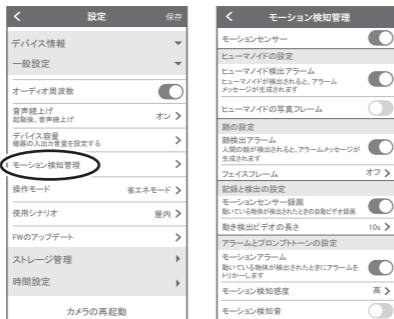 設定
保存
デバイス情報
一般設定
オーディオ周波数
音声読上げ
起動後、音声読上げ
オン
デバイス容量
機器の入出力音量を設定する
モーション検知管理
操作モード
省エネモード
使用シナリオ
屋内
FWのアップデート
ストレージ管理
時間設定
カメラの再起動
モーション検知管理
モーションセンサー
ヒューマノイドの設定
ヒューマノイド検出アラーム
ヒューマノイドが検出されると、アラーム
メッセージが生成されます
ヒューマノイドの写真フレーム
顔の設定
顔検出アラーム
人間の顔が検出されると、アラームメッセージが
生成されます
フェイスフレーム
オフ
記録と検出の設定
モーションセンサー録画
動いている物体が検出されたときの自動ビデオ録画
動き検出ビデオの長さ
10s
アラームとプロンプトトーンの設定
モーションアラーム
動いている物体が検出されたときにアラームを
トリガーします
モーション検知感度
高
モーション検知音